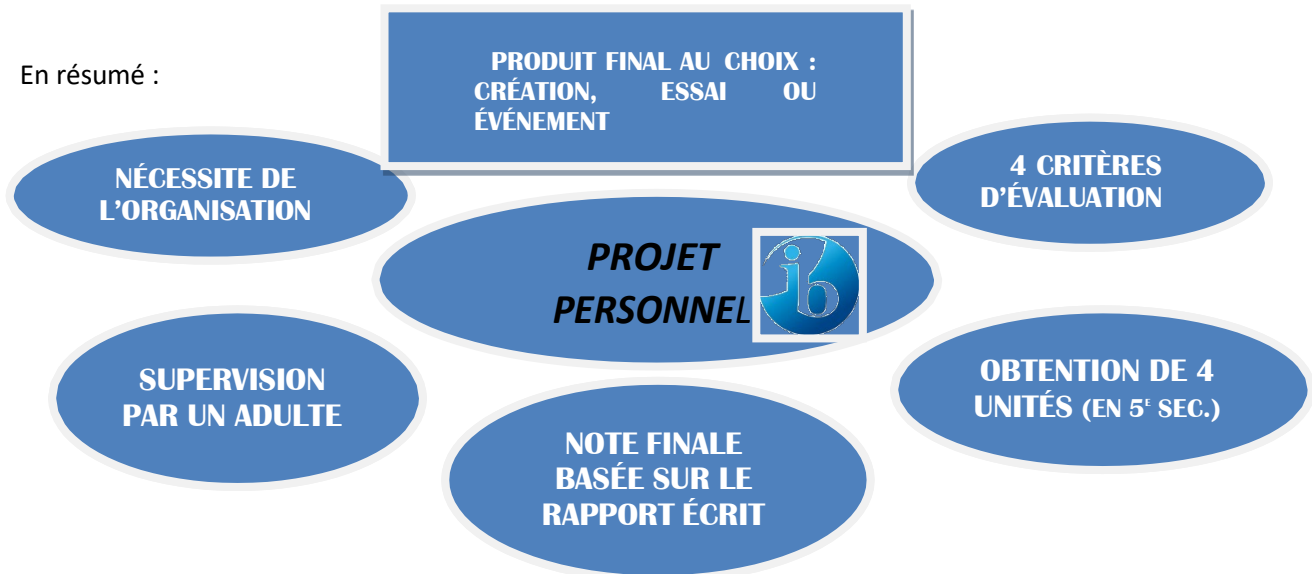 En résumé :
PRODUIT FINAL AU CHOIX :
CRÉATION, ESSAI OU
ÉVÉNEMENT
NÉCESSITE DE
L'ORGANISATION
4 CRITÈRES
D'ÉVALUATION
PROJET
PERSONNEL
ib
SUPERVISION
PAR UN ADULTE
OBTENTION DE 4
UNITÉS (EN 5E SEC.)
NOTE FINALE
BASÉE SUR LE
RAPPORT ÉCRIT